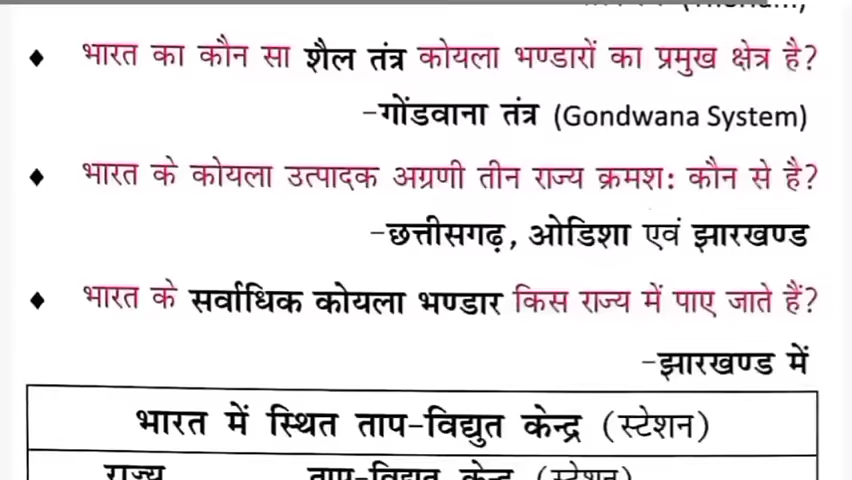 ♦ भारत का कौन सा शैल तंत्र कोयला भण्डारों का प्रमुख क्षेत्र है?
-गोंडवाना तंत्र (Gondwana System)
♦ भारत के कोयला उत्पादक अग्रणी तीन राज्य क्रमश: कौन से है?
-छत्तीसगढ़, ओडिशा एवं झारखण्ड
♦ भारत के सर्वाधिक कोयला भण्डार किस राज्य में पाए जाते हैं?
-झारखण्ड में
भारत में स्थित ताप-विद्युत केन्द्र (स्टेशन)
राज्य ताप-विद्युत केन्द्र (स्टेशन)